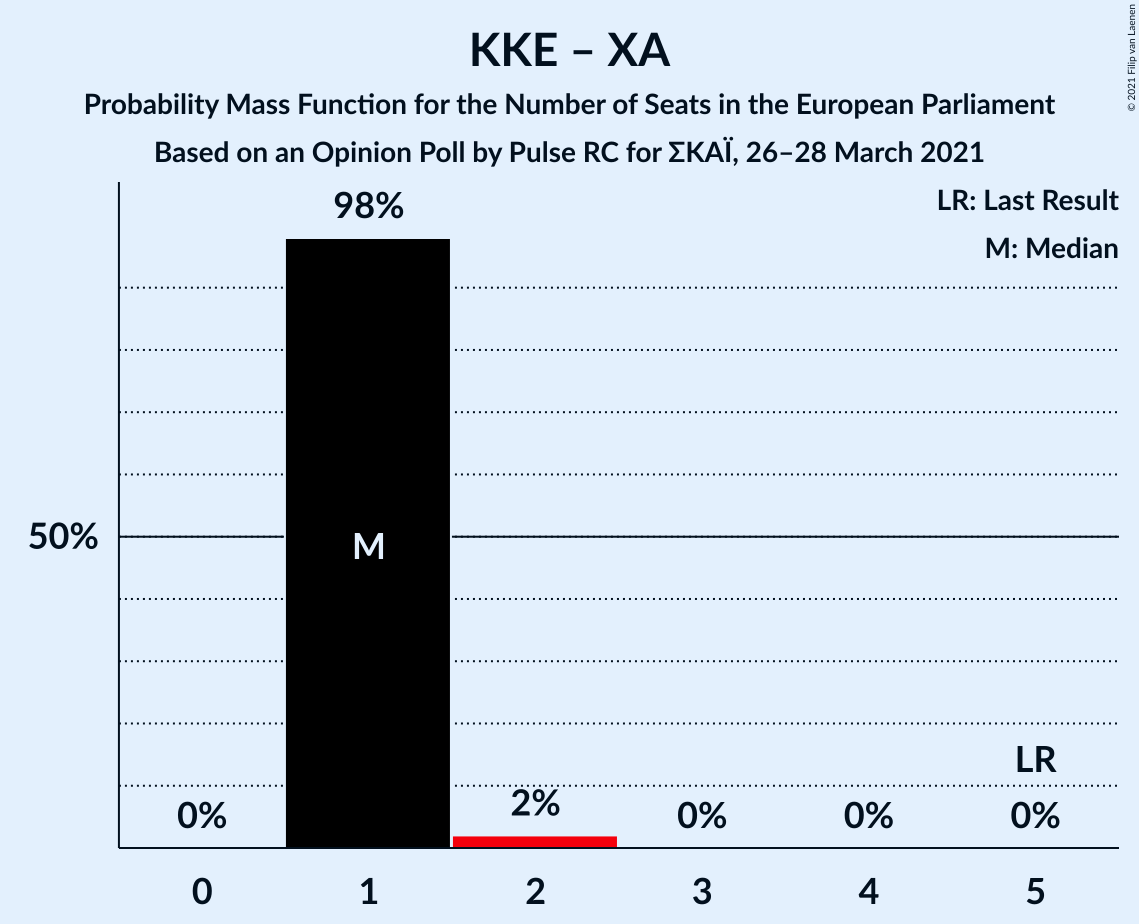 KKE – XA
Probability Mass Function for the Number of Seats in the European Parliament
Based on an Opinion Poll by Pulse RC for ΣΚΑΪ, 26–28 March 2021
© 2021 Filip van Laenen
LR: Last Result
M: Median
98%
50%
M
LR
0%
2%
0%
0%
0%
0
1
2
3
4
5